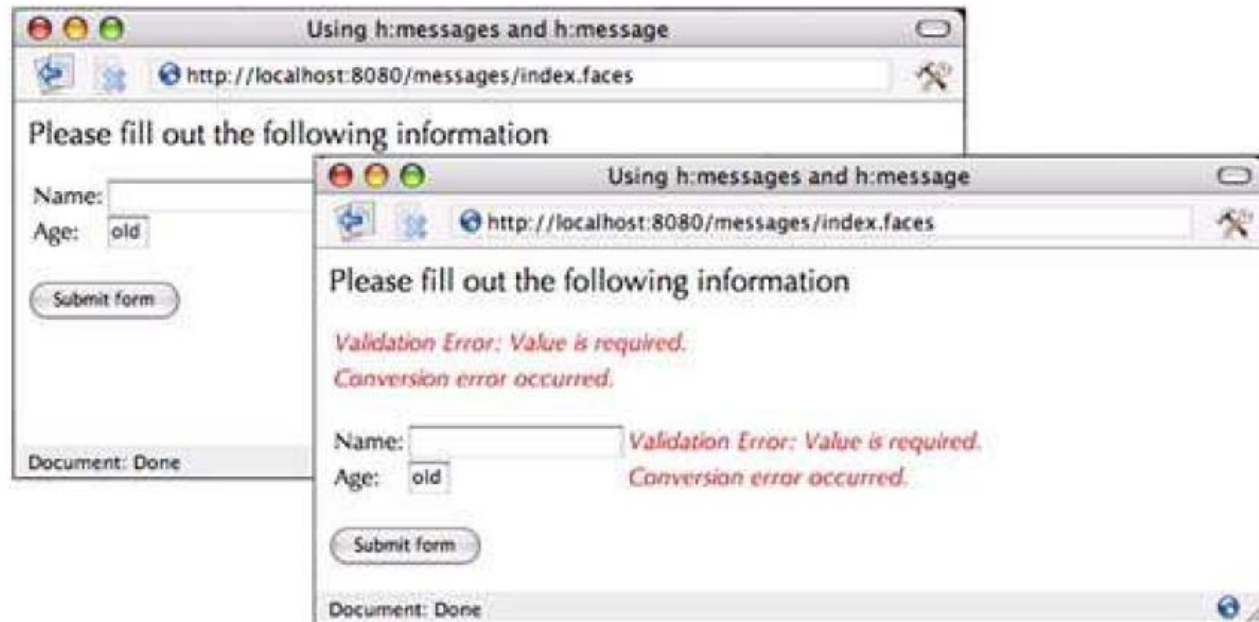 Using h:messages and h:message
http://localhost:8080/messages/index.faces
Please fill out the following information
Name:
Age: old
Submit form
Document: Done
Using h:messages and h:message
http://localhost:8080/messages/index.faces
Please fill out the following information
Validation Error: Value is required.
Conversion error occurred.
Name: Validation Error: Value is required.
Age: old Conversion error occurred.
Submit form
Document: Done